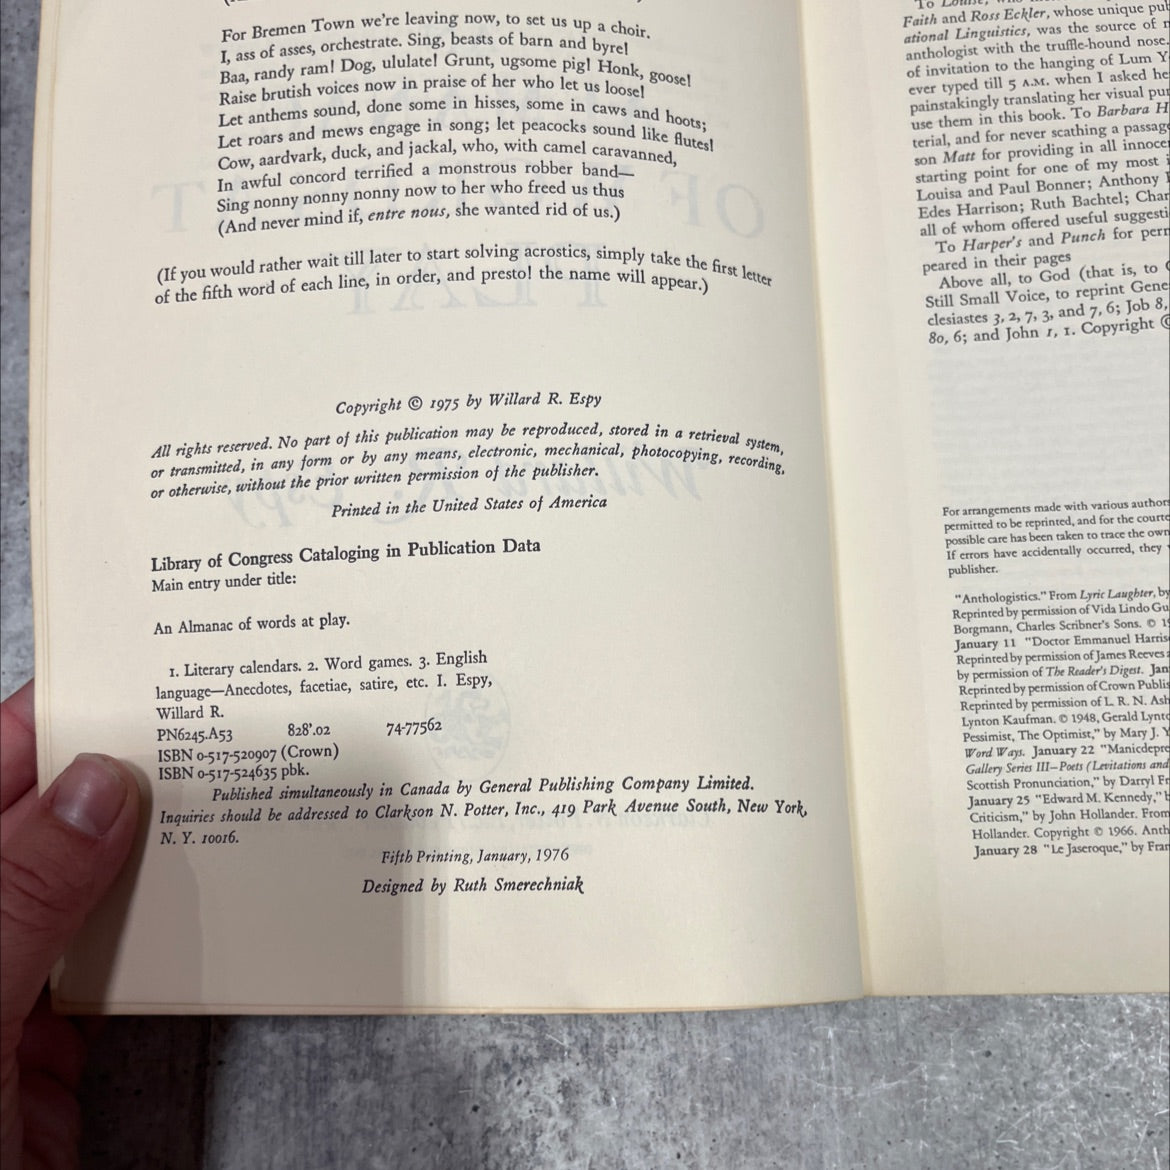 For Bremen Town we're leaving now, to set us up a choir.
I, ass of asses, orchestrate. Sing, beasts of barn and byre!
Baa, randy ram! Dog, ululate! Grunt, ugsome pig! Honk, goose!
Raise brutish voices now in praise of her who let us loose!
Let anthems sound, done some in hisses, some in caws and hoots;
Let roars and mews engage in song; let peacocks sound like flutes!
Cow, aardvark, duck, and jackal, who, with camel caravanned,
In awful concord terrified a monstrous robber band—
Sing nonny nonny nonny now to her who freed us thus
(And never mind if, entre nous, she wanted rid of us.)
(If you would rather wait till later to start solving acrostics, simply take the first letter
of the fifth word of each line, in order, and presto! the name will appear.)
Copyright © 1975 by Willard R. Espy
All rights reserved. No part of this publication may be reproduced, stored in a retrieval system,
or transmitted, in any form or by any means, electronic, mechanical, photocopying, recording,
or otherwise, without the prior written permission of the publisher.
Printed in the United States of America
Library of Congress Cataloging in Publication Data
Main entry under title:
An Almanac of words at play.
1. Literary calendars. 2. Word games. 3. English
language—Anecdotes, facetiae, satire, etc. I. Espy,
Willard R.
PN6245.A53 828'.02 74-77562
ISBN 0-517-520907 (Crown)
ISBN 0-517-524635 pbk.
Published simultaneously in Canada by General Publishing Company Limited.
Inquiries should be addressed to Clarkson N. Potter, Inc., 419 Park Avenue South, New York,
N. Y. 10016.
Fifth Printing, January, 1976
Designed by Ruth Smerechniak
Faith and Ross Eckler, whose unique
ational Linguistics, was the source of
anthologist with the truffle-hound nose.
of invitation to the hanging of Lum
ever typed till 5 A.M. when I asked
painstakingly translating her visual
use them in this book. To Barbara
terial, and for never scathing a
son Matt for providing in all
starting point for one of my most
Louisa and Paul Bonner; Anthony
Edes Harrison; Ruth Bachtel;
all of whom offered useful
To Harper's and Punch for
peared in their pages
Above all, to God (that is, to
Still Small Voice, to reprint
clesiastes 3, 2, 7, 3, and 7, 6; Job 8,
80, 6; and John 1, 1. Copyright ©
For arrangements made with various
permitted to be reprinted, and for the
possible care has been taken to trace the
If errors have accidentally occurred, they
publisher.
"Anthologistics." From Lyric Laughter, by
Reprinted by permission of Vida Lindo
Borgmann, Charles Scribner's Sons. ©
January 11 "Doctor Emmanuel
Reprinted by permission of James Reeves
by permission of The Reader's Digest.
Reprinted by permission of Crown
Reprinted by permission of L. R. N.
Lynton Kaufman. © 1948, Gerald
Pessimist, The Optimist," by Mary J.
Word Ways. January 22
Gallery Series III—Poets (Levitations and
Scottish Pronunciation," by Darryl
January 25 "Edward M. Kennedy,"
Criticism," by John Hollander. From
Hollander. Copyright © 1966.
January 28 "Le Jaseroque," by